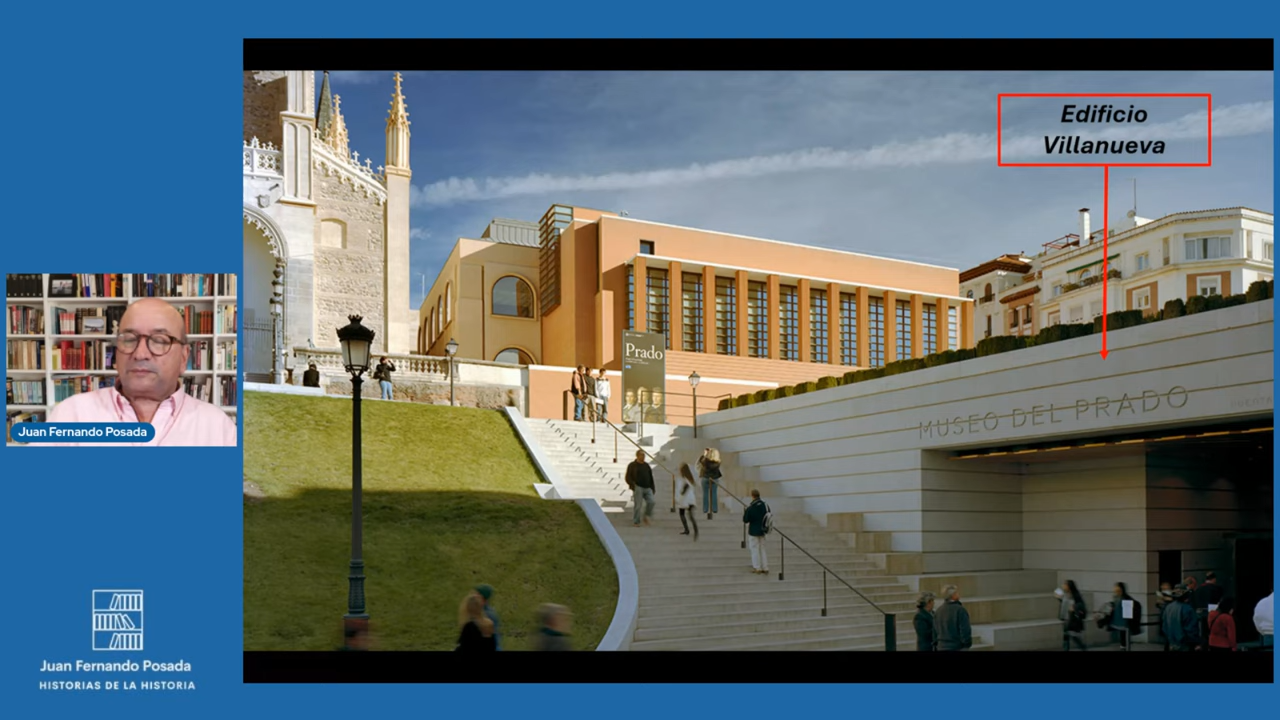 Edificio
Villanueva
Prado
MUSEO DEL PRADO
Juan Fernando Posada
Juan Fernando Posada
HISTORIAS DE LA HISTORIA